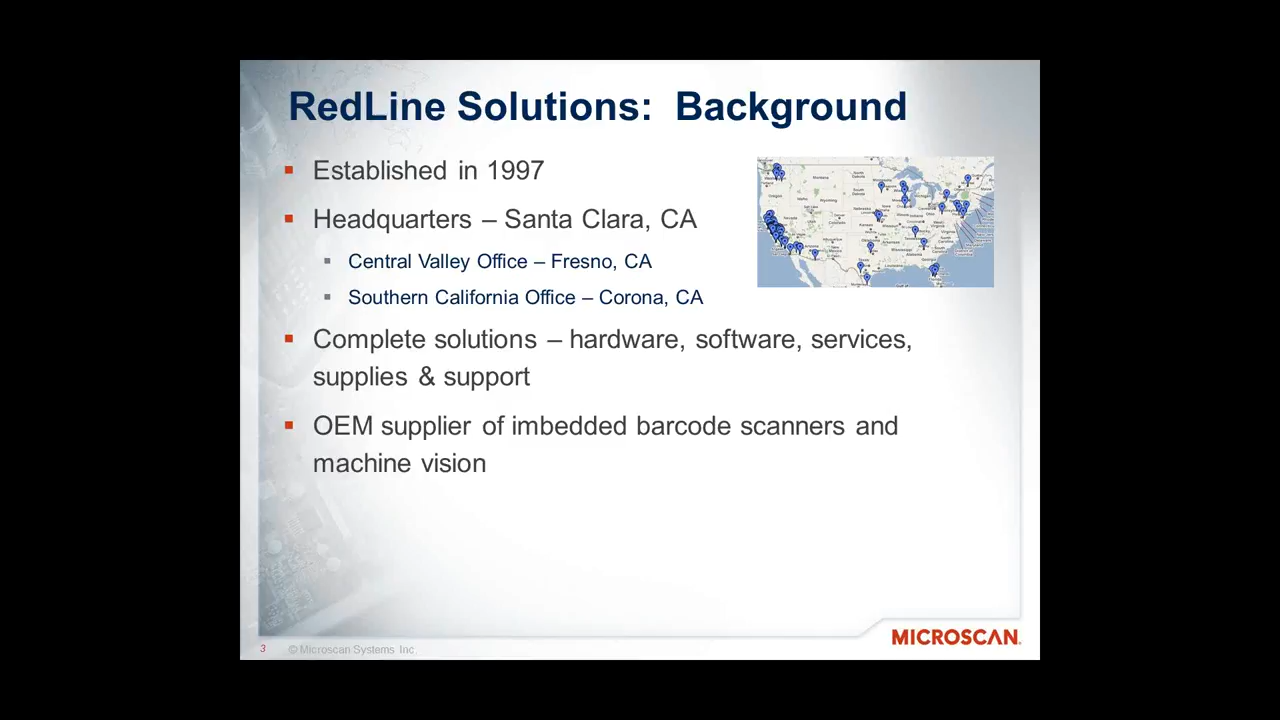 RedLine Solutions: Background
▪ Established in 1997
▪ Headquarters – Santa Clara, CA
▪ Central Valley Office – Fresno, CA
▪ Southern California Office – Corona, CA
▪ Complete solutions – hardware, software, services,
supplies & support
▪ OEM supplier of imbedded barcode scanners and
machine vision
3 © Microscan Systems Inc.
MICROSCAN